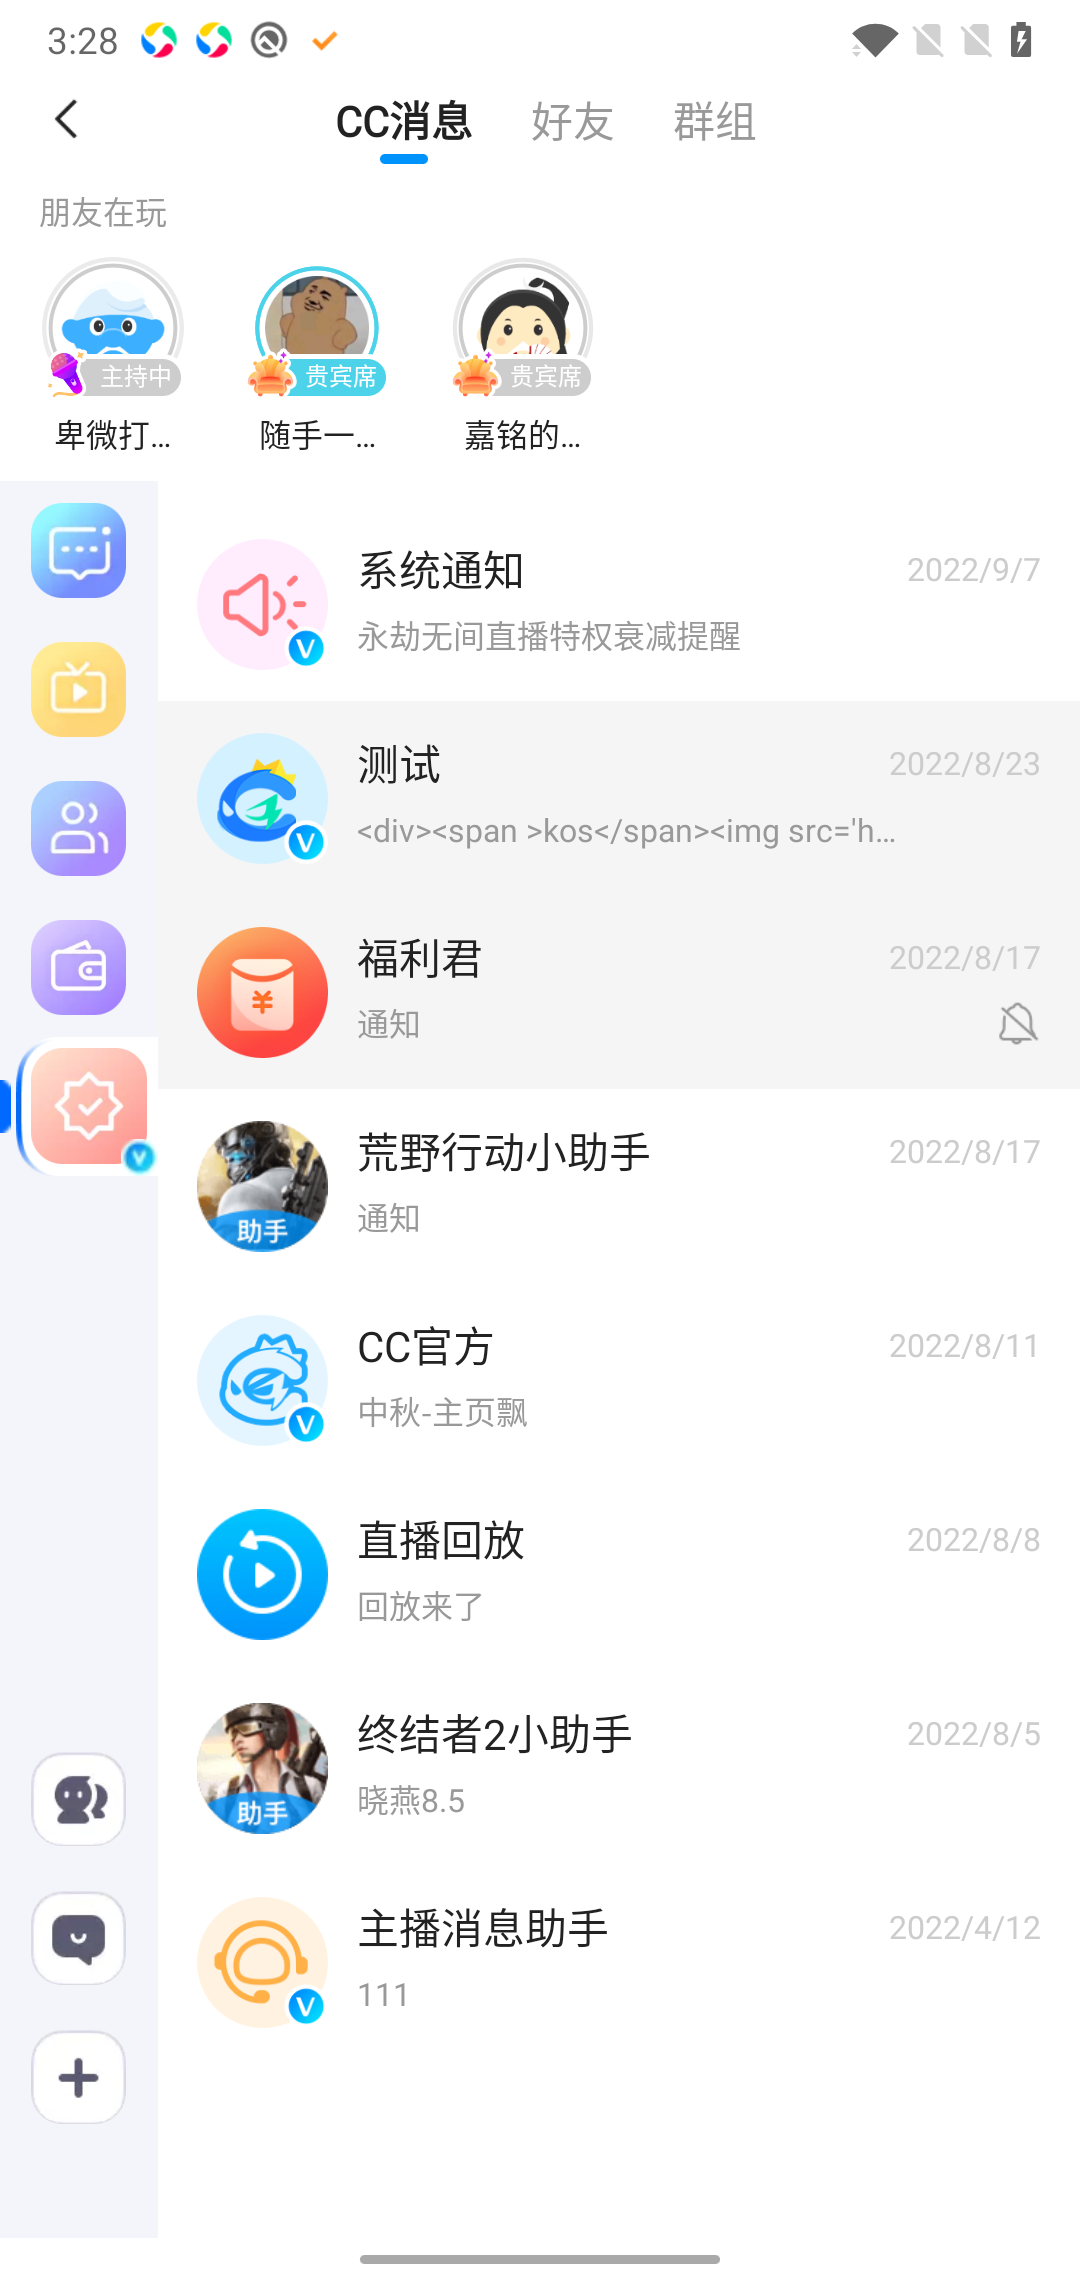 3:28
CC消息 好友 群组
朋友在玩
主持中 贵宾席 贵宾席
卑微打... 随手一... 嘉铭的...
系统通知 2022/9/7
永劫无间直播特权衰减提醒
测试 2022/8/23
<div><span >kos</span><img src='h...
福利君 2022/8/17
通知
荒野行动小助手 2022/8/17
通知
助手
CC官方 2022/8/11
中秋-主页飘
直播回放 2022/8/8
回放来了
终结者2小助手 2022/8/5
晓燕8.5
助手
主播消息助手 2022/4/12
111